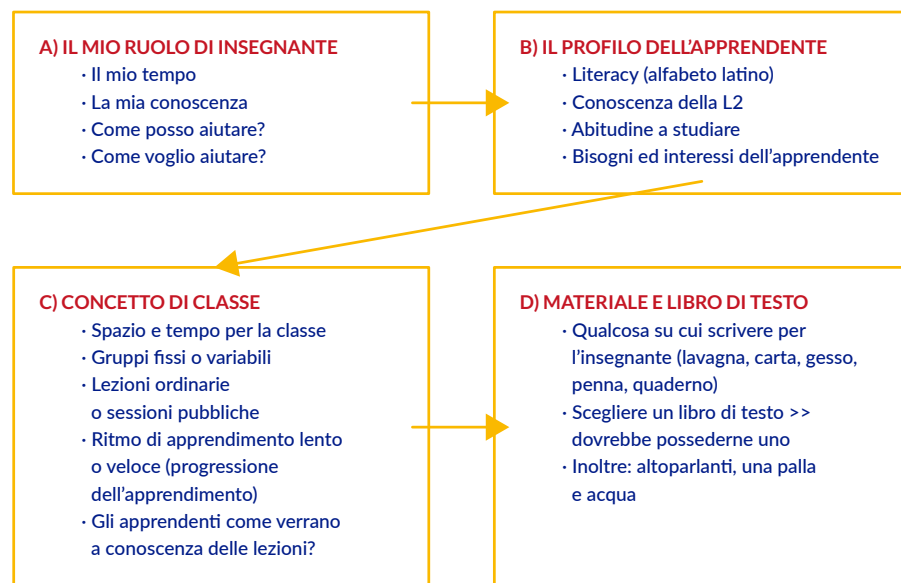 A) IL MIO RUOLO DI INSEGNANTE
· Il mio tempo
· La mia conoscenza
· Come posso aiutare?
· Come voglio aiutare?
B) IL PROFILO DELL’APPRENDENTE
· Literacy (alfabeto latino)
· Conoscenza della L2
· Abitudine a studiare
· Bisogni ed interessi dell’apprendente
C) CONCETTO DI CLASSE
· Spazio e tempo per la classe
· Gruppi fissi o variabili
· Lezioni ordinarie
o sessioni pubbliche
· Ritmo di apprendimento lento
o veloce (progressione
dell’apprendimento)
· Gli apprendenti come verrano
a conoscenza delle lezioni?
D) MATERIALE E LIBRO DI TESTO
· Qualcosa su cui scrivere per
l’insegnante (lavagna, carta, gesso,
penna, quaderno)
· Scegliere un libro di testo >>
dovrebbe possederne uno
· Inoltre: altoparlanti, una palla
e acqua